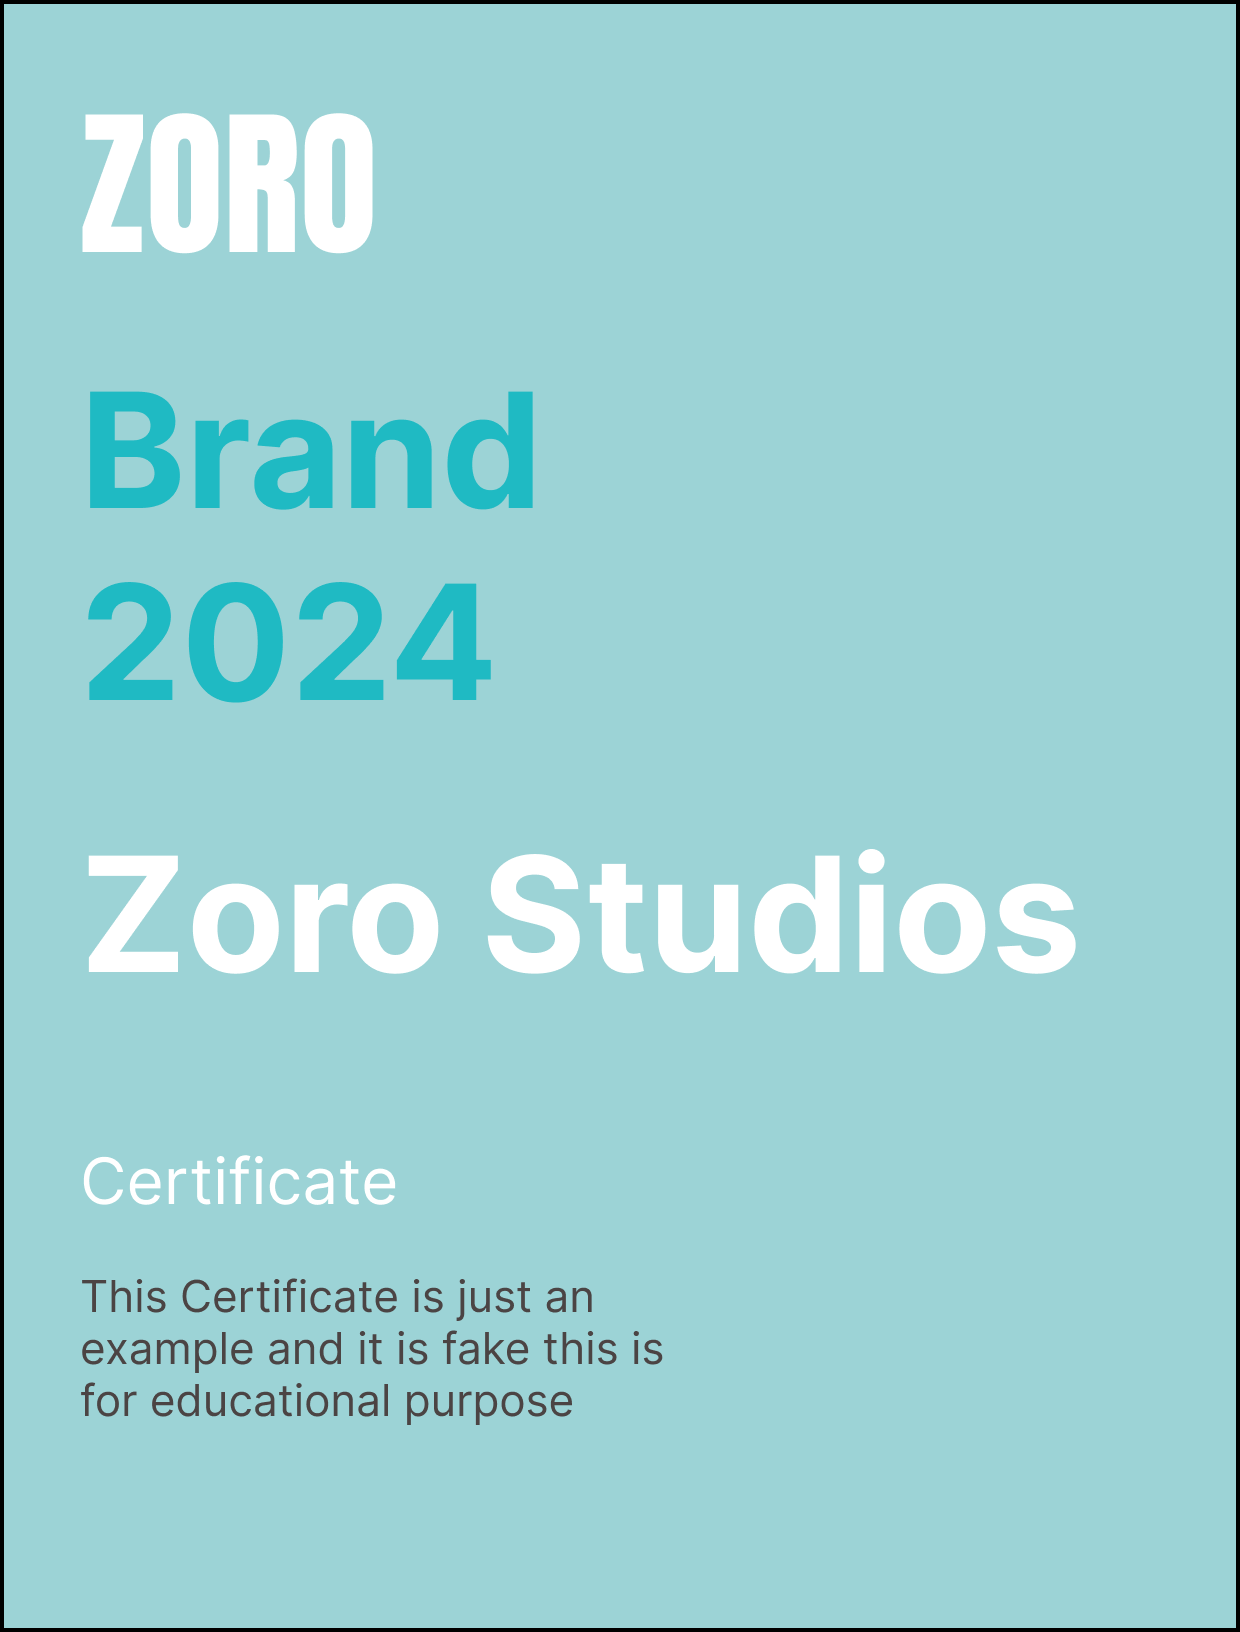 ZORO
Brand
2024
Zoro Studios
Certificate
This Certificate is just an
example and it is fake this is
for educational purpose